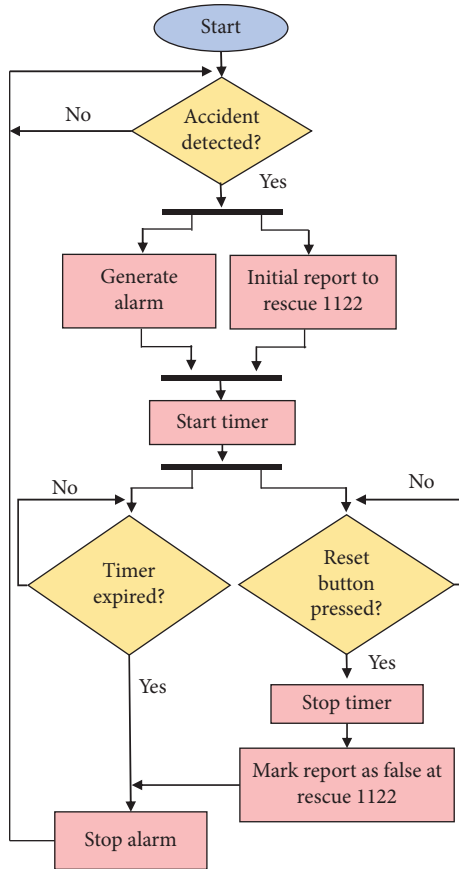 Start
No
Accident
detected?
Yes
Generate
alarm
Initial report to
rescue 1122
Start timer
No
No
Timer
expired?
Reset
button
pressed?
Yes
Yes
Stop timer
Mark report as false at
rescue 1122
Stop alarm